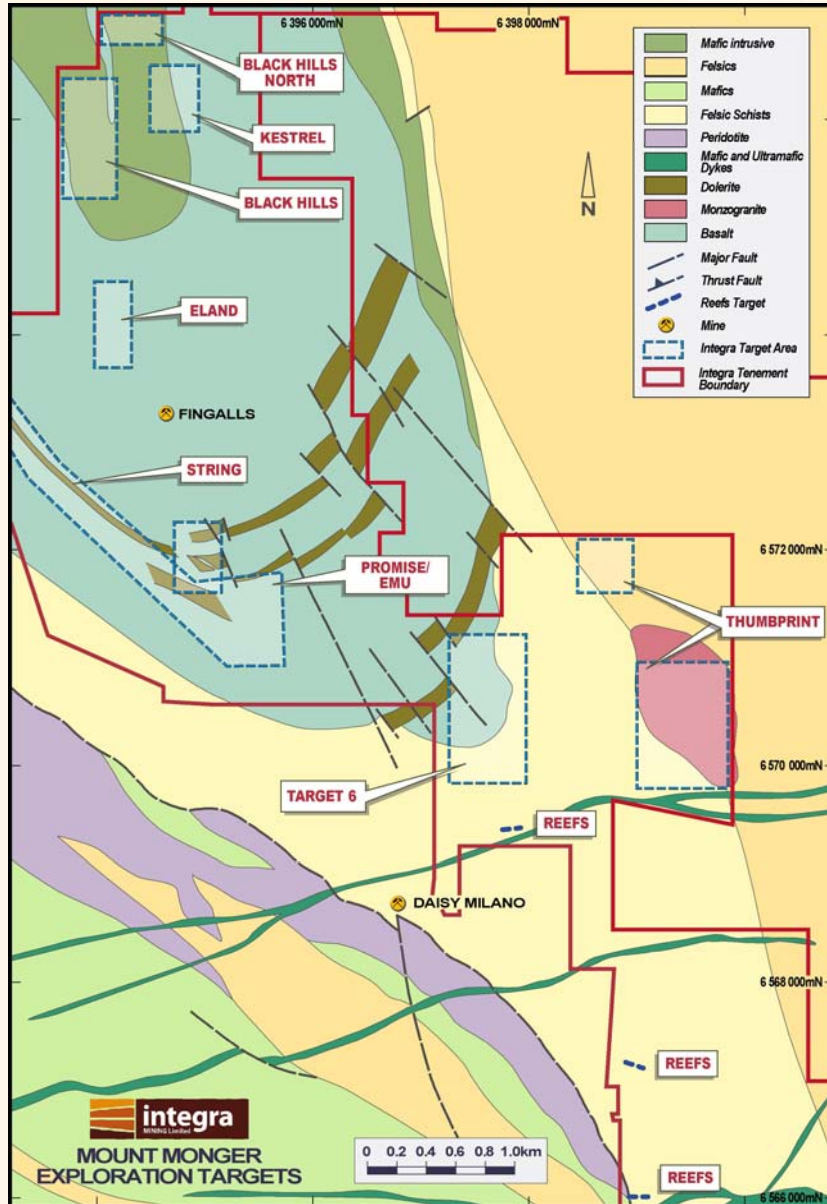 6 396 000mN
6 398 000mN
BLACK HILLS
NORTH
KESTREL
BLACK HILLS
ELAND
FINGALLS
STRING
PROMISE/
EMU
Mafic intrusive
Felsics
Mafics
Felsic Schists
Peridotite
Mafic and Ultramafic
Dykes
Dolerite
Monzogranite
Basalt
Major Fault
Thrust Fault
Reefs Target
Mine
Integra Target Area
Integra Tenement
Boundary
N
6 572 000mN
THUMBPRINT
6 570 000mN
TARGET 6
REEFS
DAISY MILANO
6 568 000mN
REEFS
REEFS
6 566 000mN
integra
MINING Limited
MOUNT MONGER
EXPLORATION TARGETS
0 0.2 0.4 0.6 0.8 1.0km